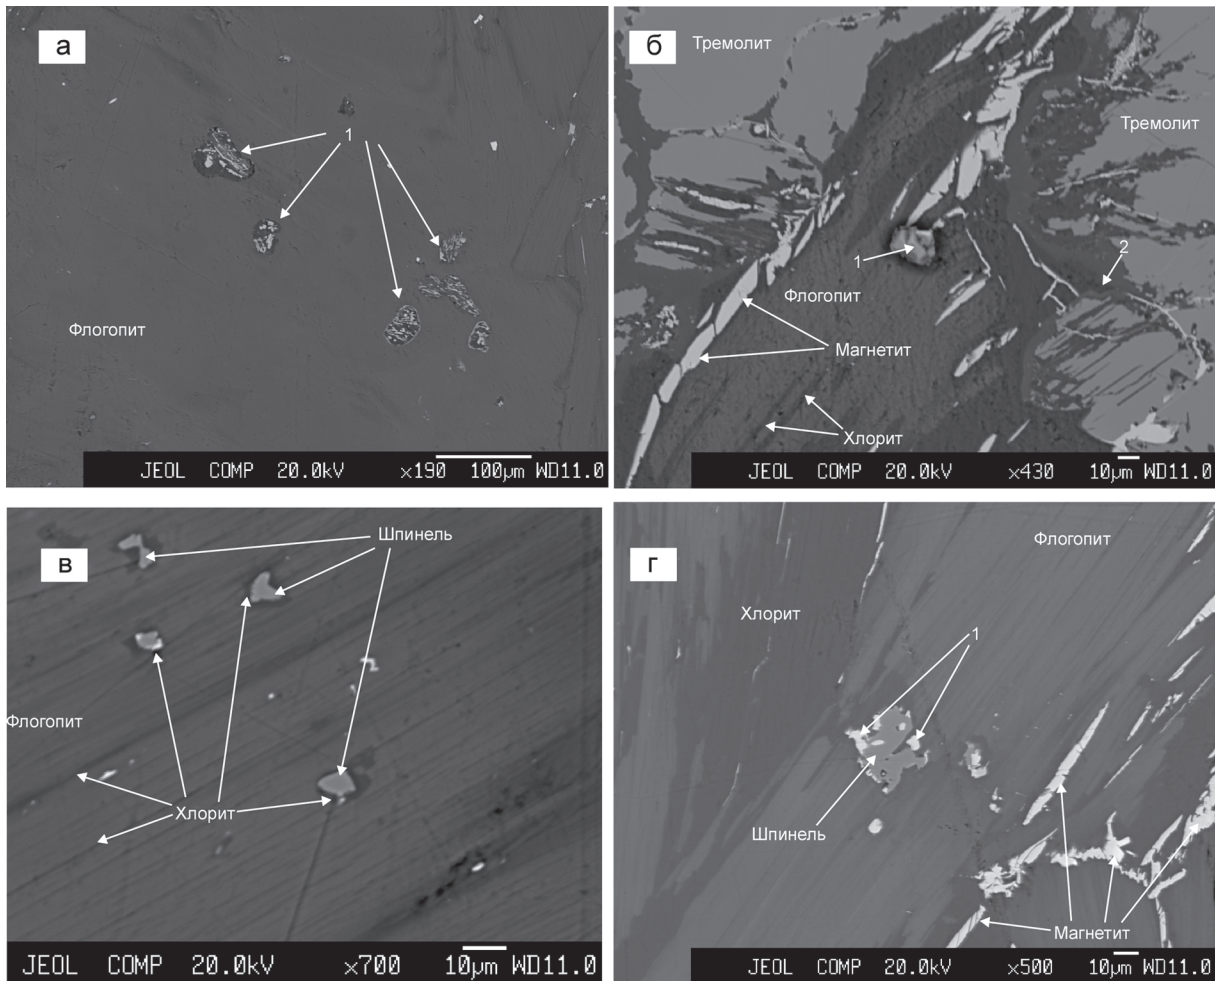 а
1
Флогопит
JEOL COMP 20.0kV ×190 100µm WD11.0
б
Тремолит
Тремолит
2
1
Флогопит
Магнетит
Хлорит
JEOL COMP 20.0kV ×430 10µm WD11.0
в
Шпинель
Флогопит
Хлорит
JEOL COMP 20.0kV ×700 10µm WD11.0
г
Флогопит
Хлорит
1
Шпинель
Магнетит
JEOL COMP 20.0kV ×500 10µm WD11.0